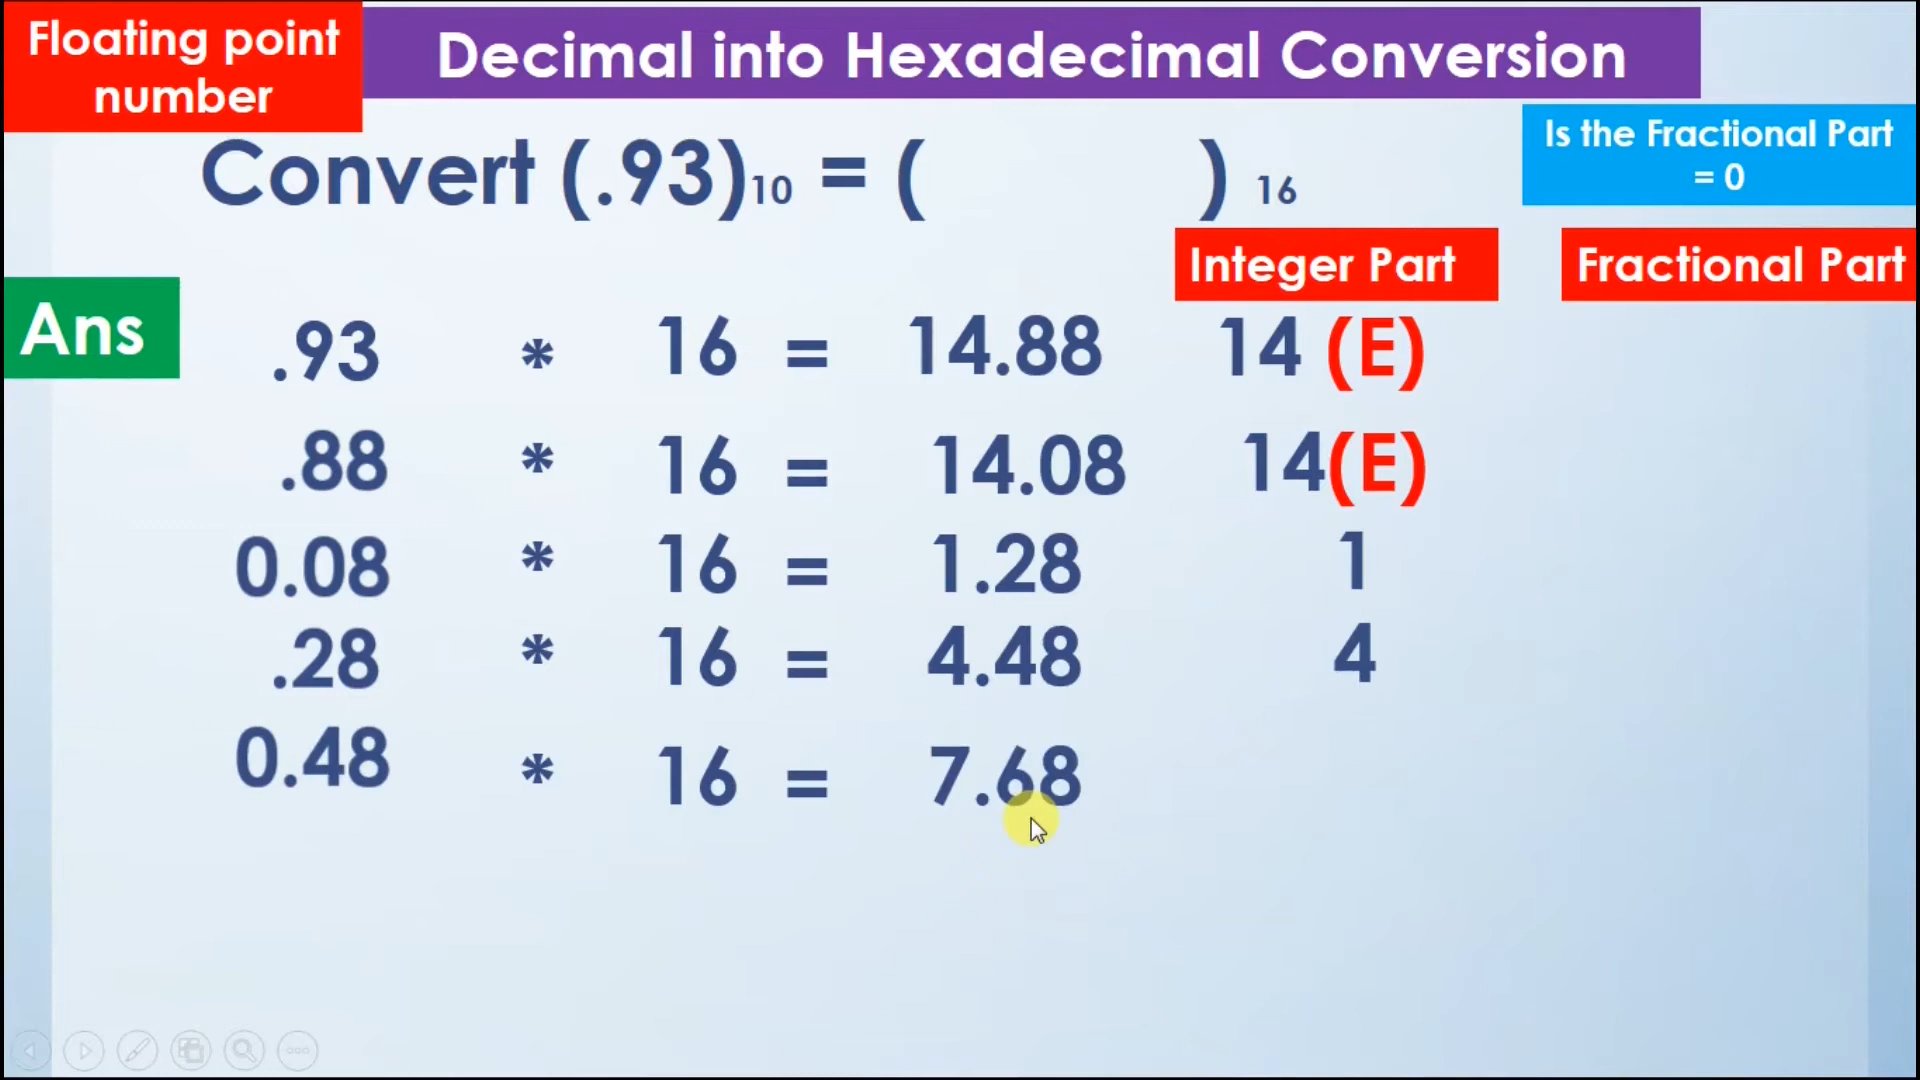 Floating point
number
Decimal into Hexadecimal Conversion
Convert (.93)10 = ( ) 16
Is the Fractional Part
= 0
Integer Part
Fractional Part
Ans
.93 * 16 = 14.88 14 (E)
.88 * 16 = 14.08 14(E)
0.08 * 16 = 1.28 1
.28 * 16 = 4.48 4
0.48 * 16 = 7.68